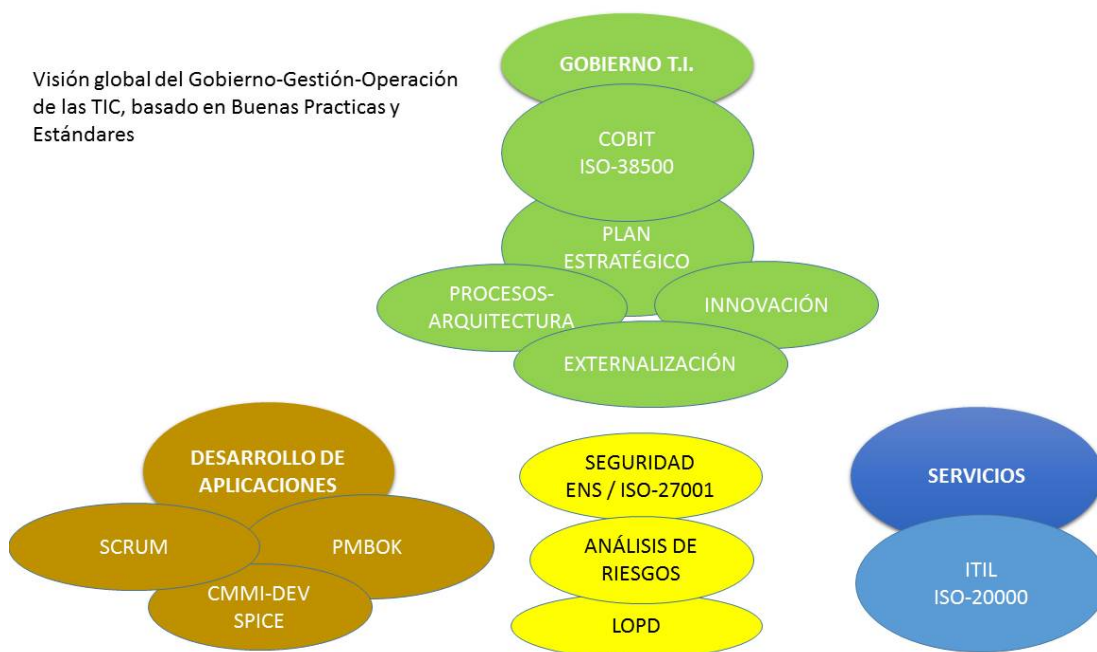 Visión global del Gobierno-Gestión-Operación
de las TIC, basado en Buenas Practicas y
Estándares
GOBIERNO T.I.
COBIT
ISO-38500
PLAN
ESTRATÉGICO
PROCESOS-
ARQUITECTURA
INNOVACIÓN
EXTERNALIZACIÓN
DESARROLLO DE
APLICACIONES
SCRUM
PMBOK
CMMI-DEV
SPICE
SEGURIDAD
ENS / ISO-27001
ANÁLISIS DE
RIESGOS
LOPD
SERVICIOS
ITIL
ISO-20000